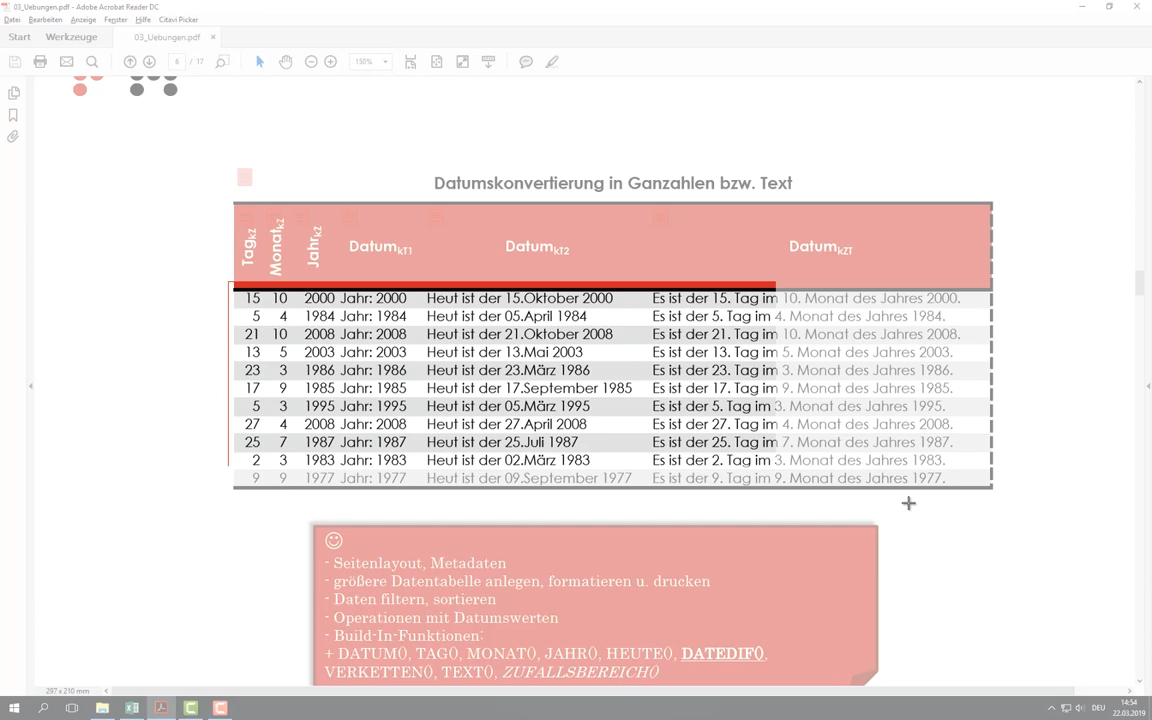 03_Uebungen.pdf - Adobe Acrobat Reader DC
Datei Bearbeiten Anzeige Fenster Hilfe Citavi Picker
Start Werkzeuge 03_Uebungen.pdf ×
6 / 17 150%
Datumskonvertierung in Ganzahlen bzw. Text
TagkZ MonatkZ JahrkZ DatumkT1 DatumkT2 DatumkZT
15 10 2000 Jahr: 2000 Heut ist der 15.Oktober 2000 Es ist der 15. Tag im 10. Monat des Jahres 2000.
5 4 1984 Jahr: 1984 Heut ist der 05.April 1984 Es ist der 5. Tag im 4. Monat des Jahres 1984.
21 10 2008 Jahr: 2008 Heut ist der 21.Oktober 2008 Es ist der 21. Tag im 10. Monat des Jahres 2008.
13 5 2003 Jahr: 2003 Heut ist der 13.Mai 2003 Es ist der 13. Tag im 5. Monat des Jahres 2003.
23 3 1986 Jahr: 1986 Heut ist der 23.März 1986 Es ist der 23. Tag im 3. Monat des Jahres 1986.
17 9 1985 Jahr: 1985 Heut ist der 17.September 1985 Es ist der 17. Tag im 9. Monat des Jahres 1985.
5 3 1995 Jahr: 1995 Heut ist der 05.März 1995 Es ist der 5. Tag im 3. Monat des Jahres 1995.
27 4 2008 Jahr: 2008 Heut ist der 27.April 2008 Es ist der 27. Tag im 4. Monat des Jahres 2008.
25 7 1987 Jahr: 1987 Heut ist der 25.Juli 1987 Es ist der 25. Tag im 7. Monat des Jahres 1987.
2 3 1983 Jahr: 1983 Heut ist der 02.März 1983 Es ist der 2. Tag im 3. Monat des Jahres 1983.
9 9 1977 Jahr: 1977 Heut ist der 09.September 1977 Es ist der 9. Tag im 9. Monat des Jahres 1977.
- Seitenlayout, Metadaten
- größere Datentabelle anlegen, formatieren u. drucken
- Daten filtern, sortieren
- Operationen mit Datumswerten
- Build-In-Funktionen:
+ DATUM(), TAG(), MONAT(), JAHR(), HEUTE(), DATEDIF(),
VERKETTEN(), TEXT(), ZUFALLSBEREICH()
297 x 210 mm
DEU 14:54
22.03.2019